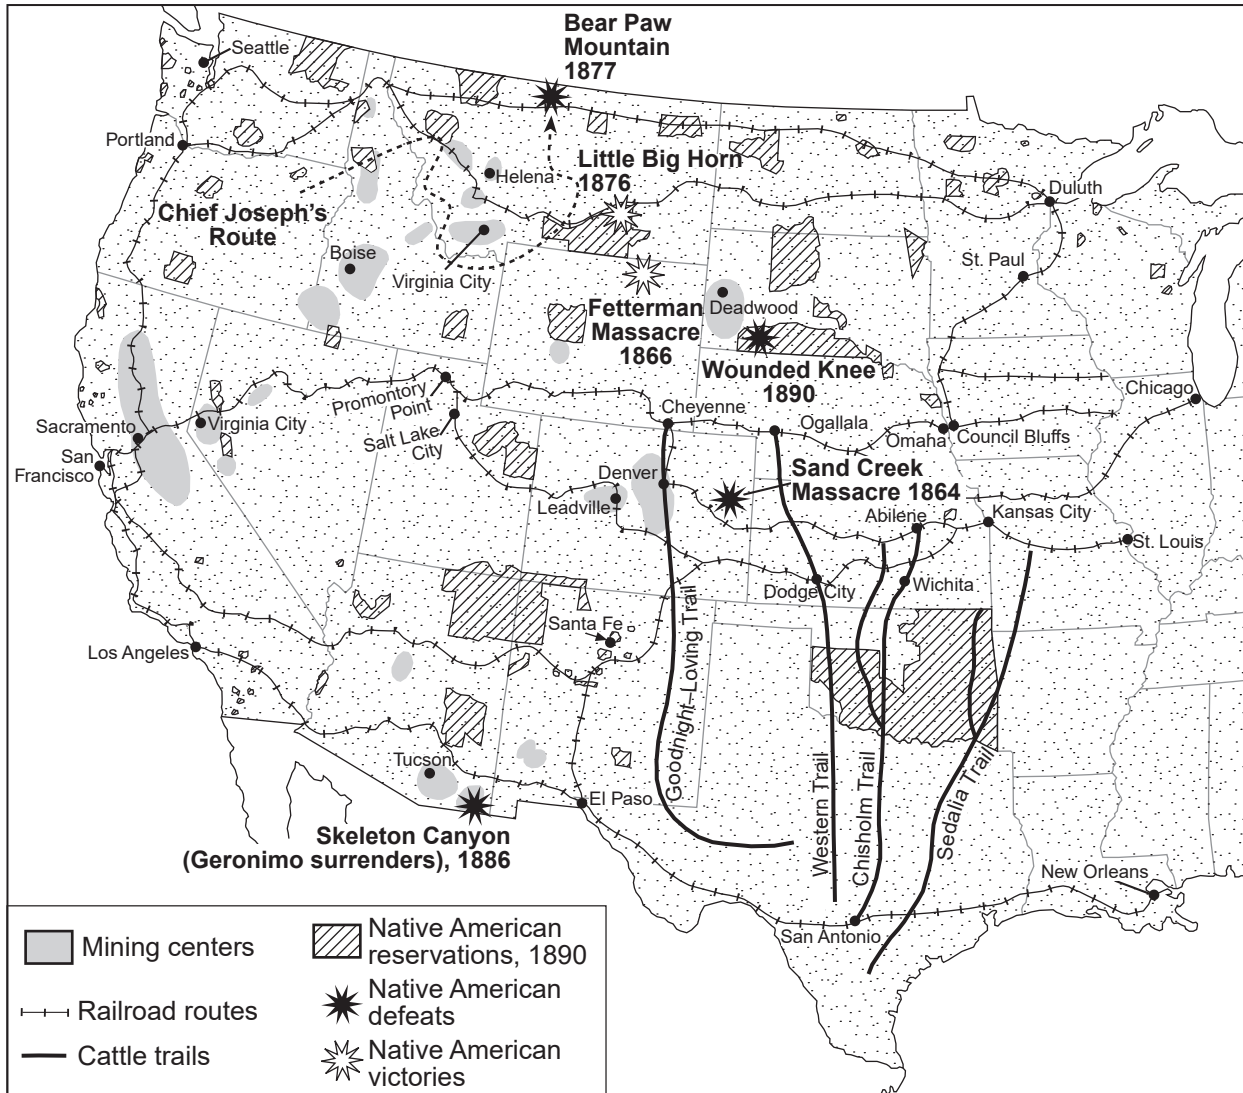 Bear Paw
Mountain
1877
Seattle
Portland
Little Big Horn
1876
Helena
Duluth
Chief Joseph's
Route
Boise
Virginia City
St. Paul
Deadwood
Fetterman
Massacre
1866
Wounded Knee
1890
Promontory
Point
Salt Lake
City
Cheyenne
Ogallala
Chicago
Sacramento
Virginia City
Omaha
Council Bluffs
San
Francisco
Denver
Leadville
Sand Creek
Massacre 1864
Abilene
Kansas City
St. Louis
Dodge City
Wichita
Santa Fe
Los Angeles
Goodnight–Loving Trail
Western Trail
Chisholm Trail
Sedalia Trail
Tucson
El Paso
Skeleton Canyon
(Geronimo surrenders), 1886
New Orleans
San Antonio
Mining centers
Railroad routes
Cattle trails
Native American
reservations, 1890
Native American
defeats
Native American
victories